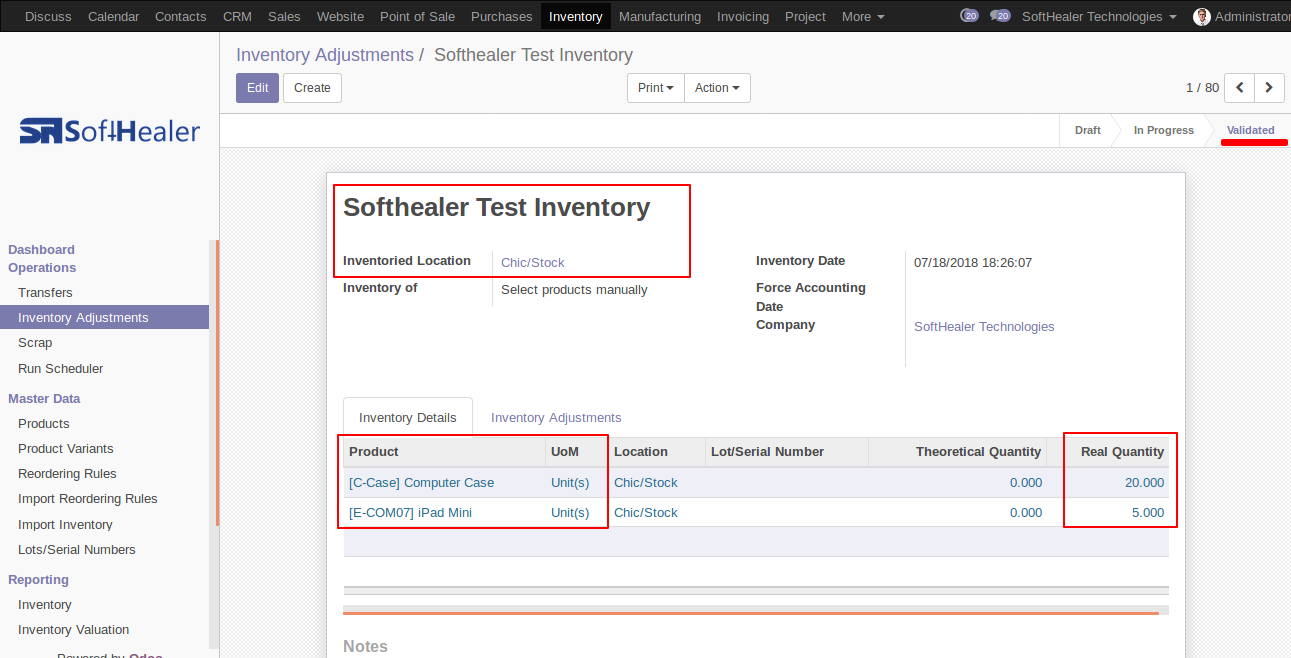 Discuss Calendar Contacts CRM Sales Website Point of Sale Purchases Inventory Manufacturing Invoicing Project More 20 20 SoftHealer Technologies Administrator
Inventory Adjustments / Softhealer Test Inventory
Edit Create Print Action 1 / 80
SoftHealer
Draft In Progress Validated
Dashboard
Operations
Transfers
Inventory Adjustments
Scrap
Run Scheduler
Master Data
Products
Product Variants
Reordering Rules
Import Reordering Rules
Import Inventory
Lots/Serial Numbers
Reporting
Inventory
Inventory Valuation
Powered by Odoo
Softhealer Test Inventory
Inventoried Location Chic/Stock
Inventory of Select products manually
Inventory Date 07/18/2018 18:26:07
Force Accounting
Date
Company SoftHealer Technologies
Inventory Details Inventory Adjustments
Product UoM Location Lot/Serial Number Theoretical Quantity Real Quantity
[C-Case] Computer Case Unit(s) Chic/Stock 0.000 20.000
[E-COM07] iPad Mini Unit(s) Chic/Stock 0.000 5.000
Notes